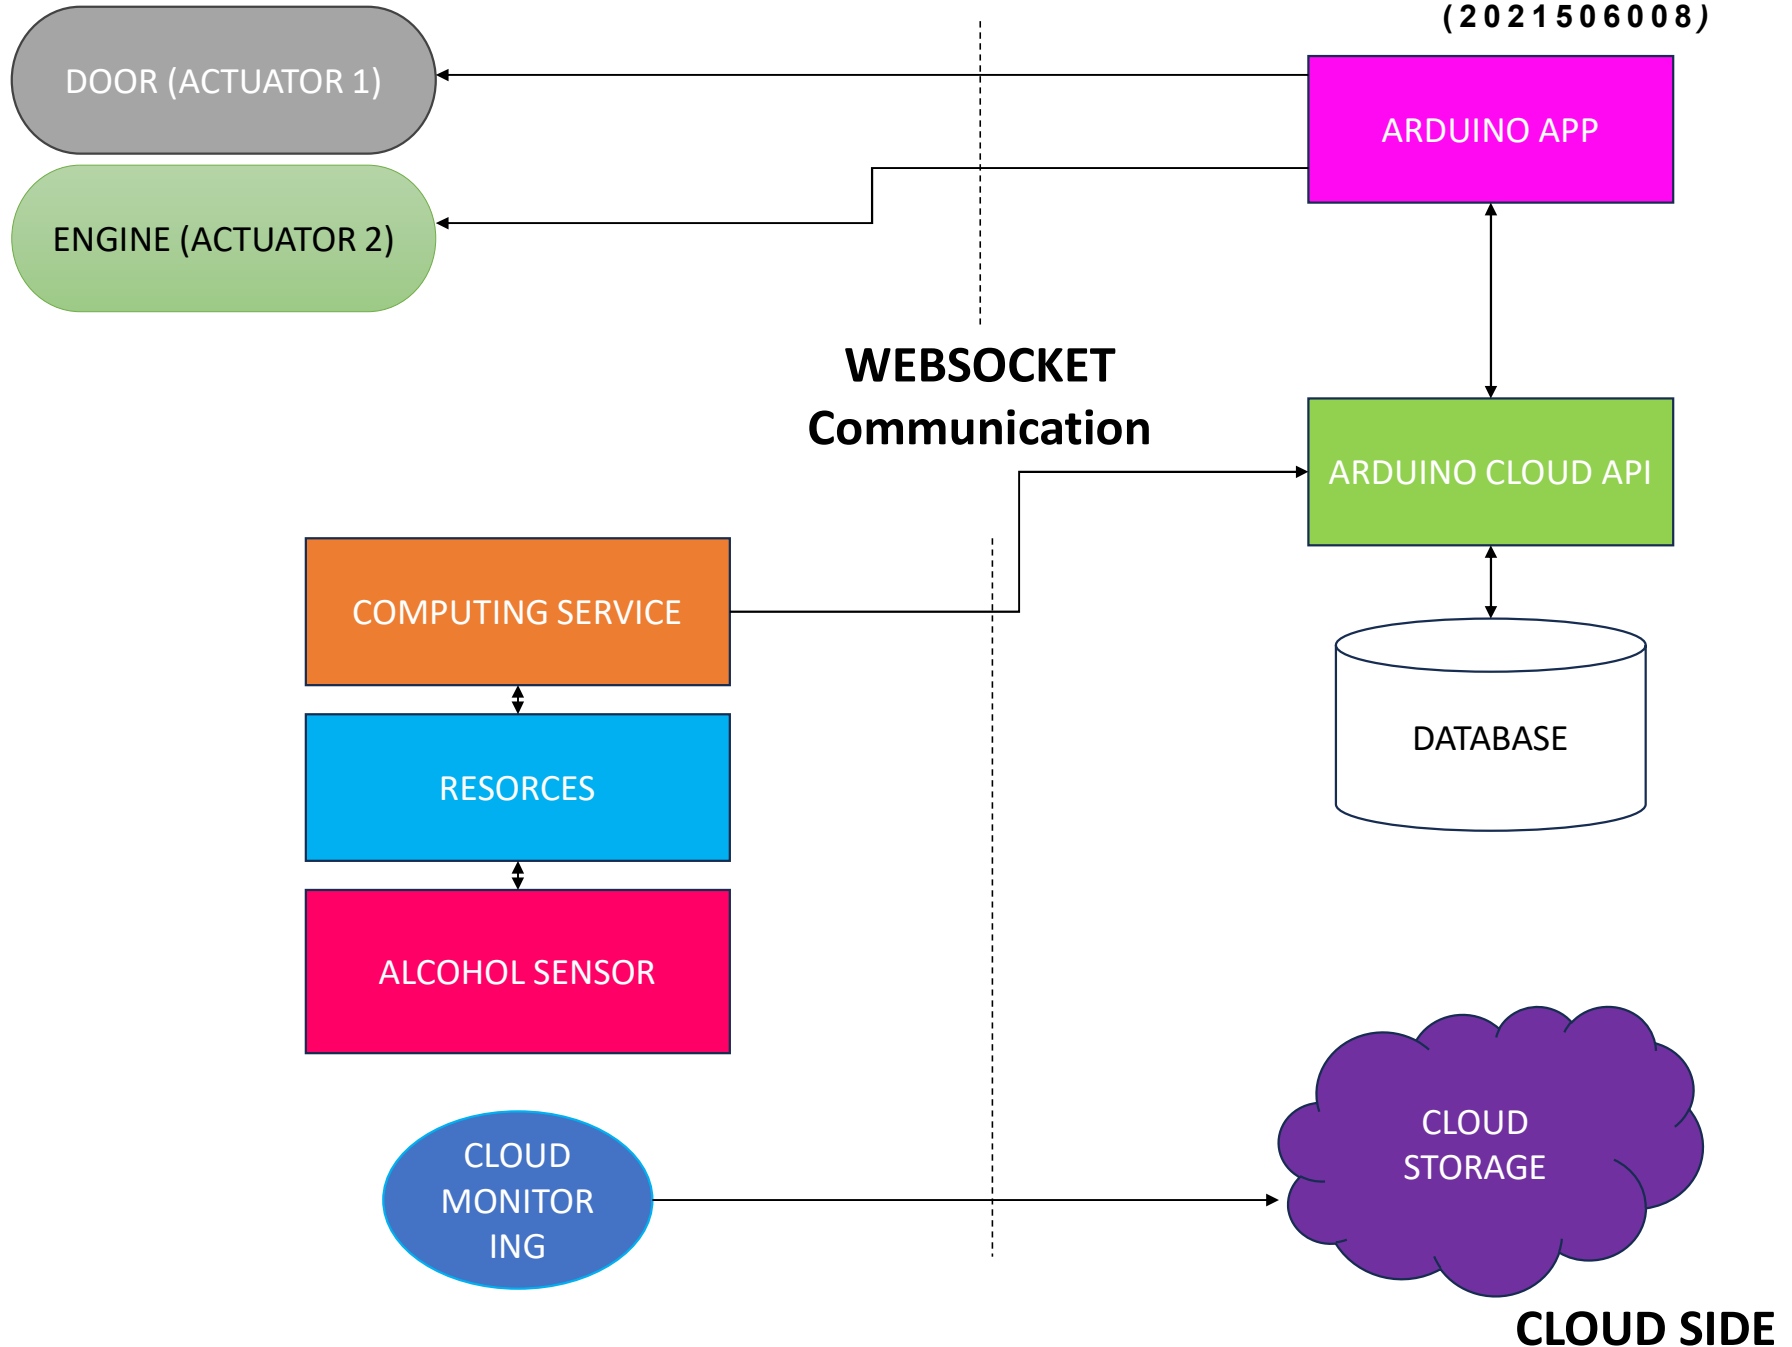 (2021506008)
DOOR (ACTUATOR 1)
ARDUINO APP
ENGINE (ACTUATOR 2)
WEBSOCKET
Communication
ARDUINO CLOUD API
COMPUTING SERVICE
DATABASE
RESORCES
ALCOHOL SENSOR
CLOUD
MONITOR
ING
CLOUD
STORAGE
CLOUD SIDE